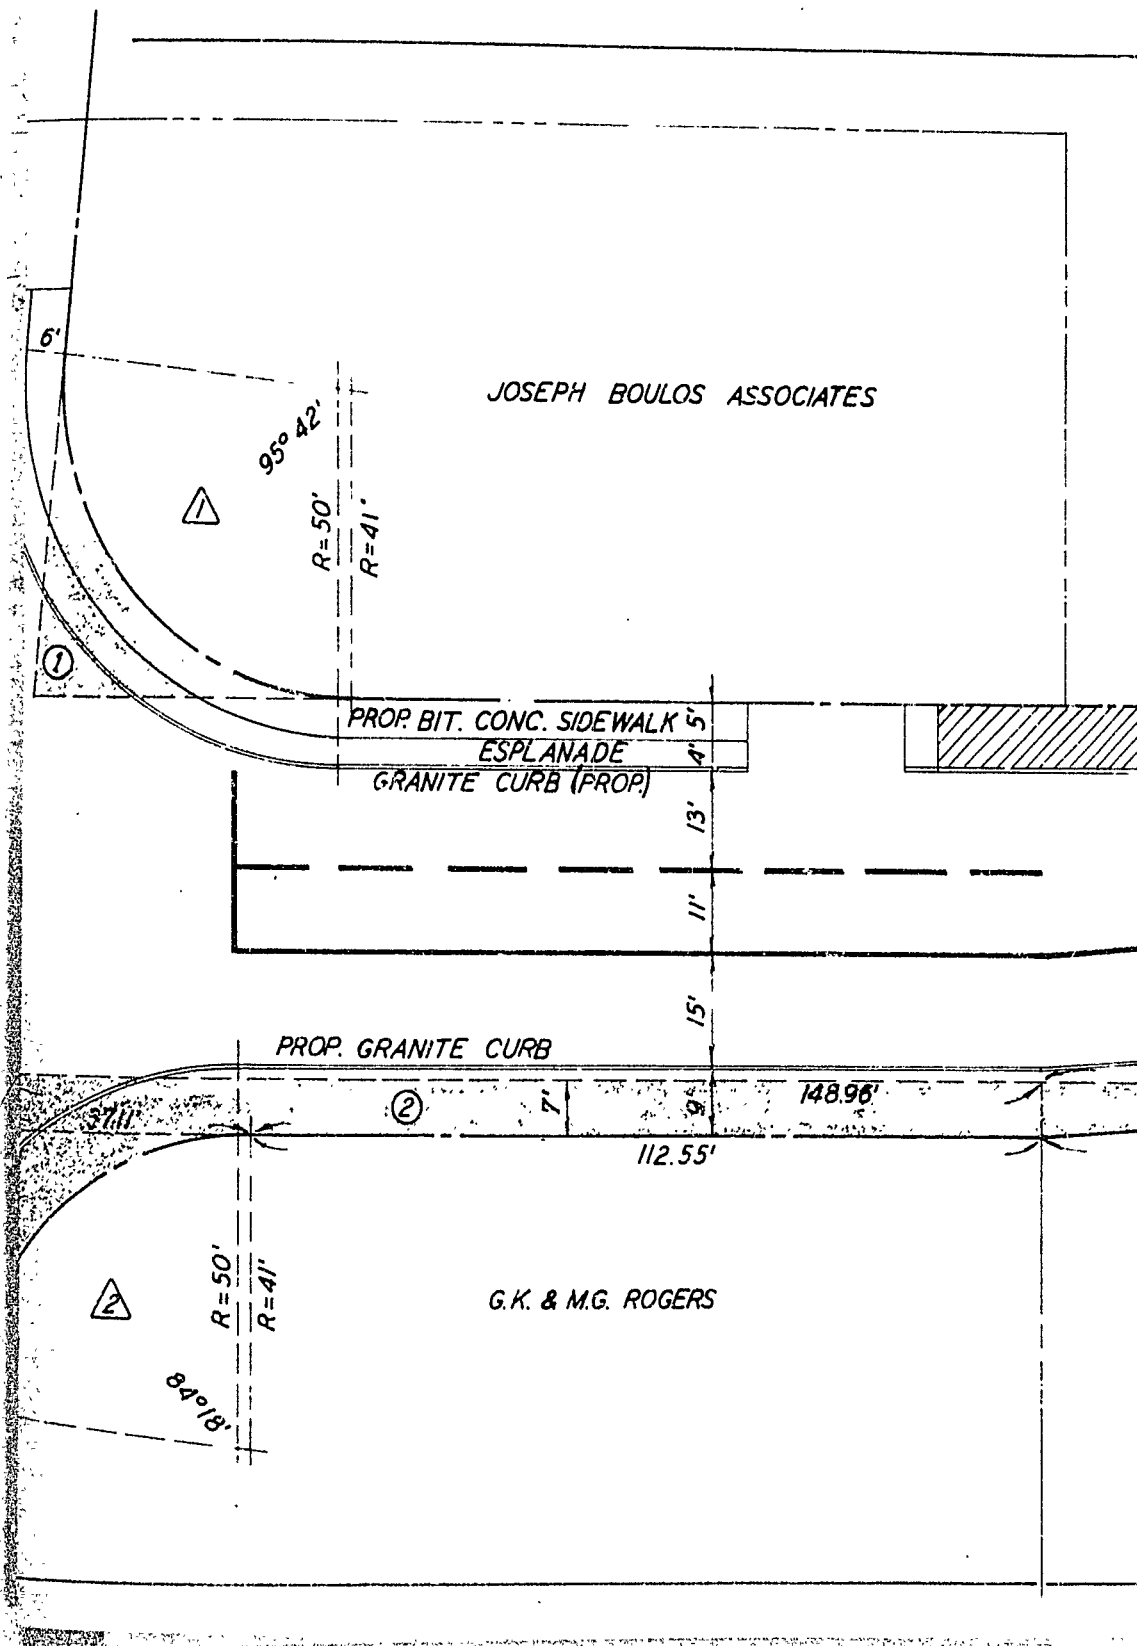 6'
JOSEPH BOULOS ASSOCIATES
95° 42'
1
R=50'
R=41'
1
PROP. BIT. CONC. SIDEWALK 5'
ESPLANADE 4'
GRANITE CURB (PROP.)
13'
11'
15'
PROP. GRANITE CURB
37.11'
2
7'
9'
148.96'
112.55'
R=50'
R=41'
2
G.K. & M.G. ROGERS
84°18'